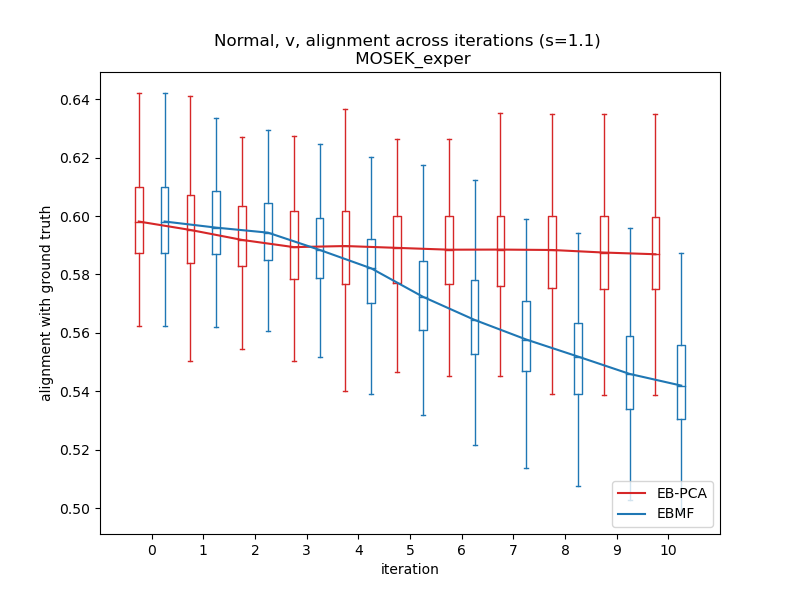 Normal, v, alignment across iterations (s=1.1)
MOSEK_exper
alignment with ground truth
0.64
0.62
0.60
0.58
0.56
0.54
0.52
0.50
0 1 2 3 4 5 6 7 8 9 10
iteration
EB-PCA
EBMF